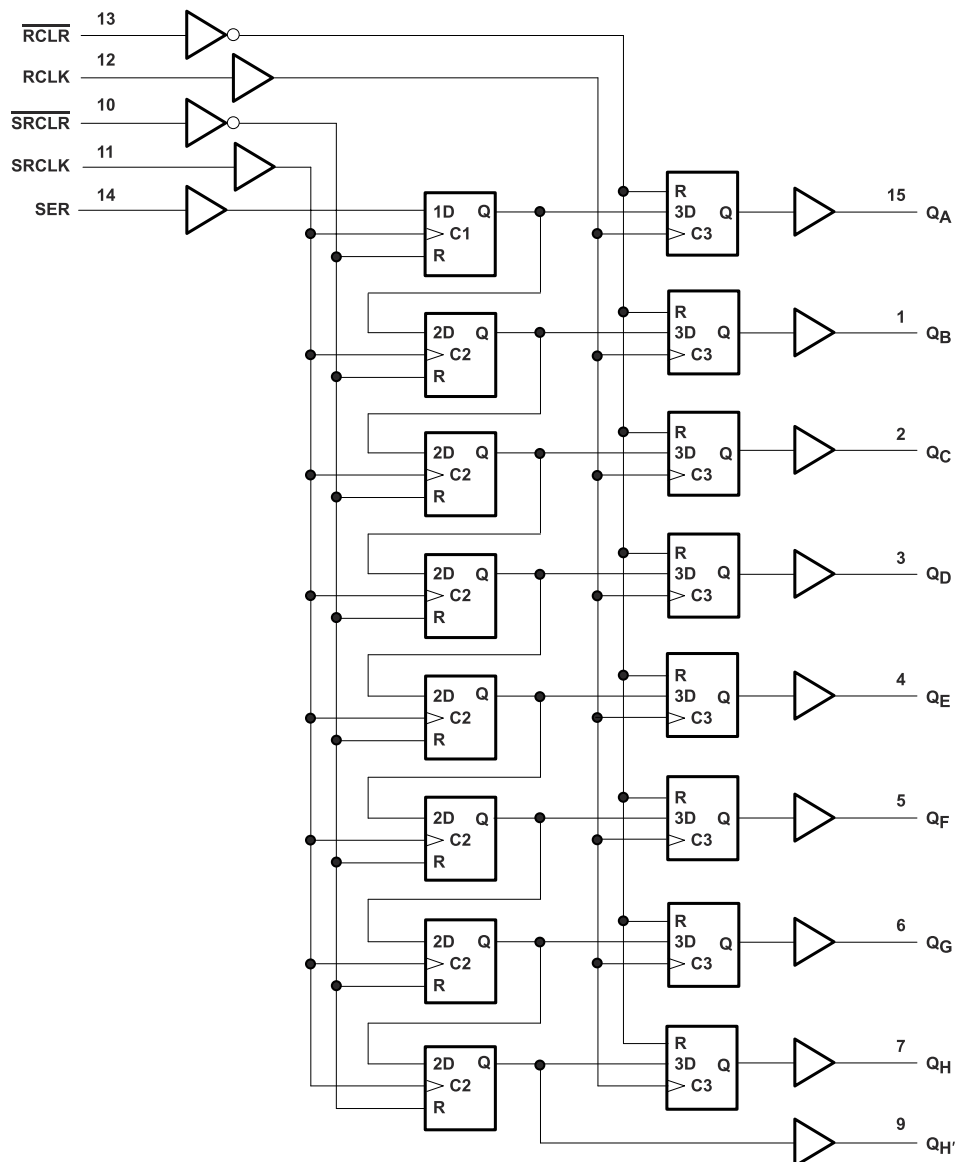 RCLR 13
RCLK 12
SRCLR 10
SRCLK 11
SER 14
1D Q
C1
R
R
3D Q
C3
15 QA
2D Q
C2
R
R
3D Q
C3
1 QB
2D Q
C2
R
R
3D Q
C3
2 QC
2D Q
C2
R
R
3D Q
C3
3 QD
2D Q
C2
R
R
3D Q
C3
4 QE
2D Q
C2
R
R
3D Q
C3
5 QF
2D Q
C2
R
R
3D Q
C3
6 QG
2D Q
C2
R
R
3D Q
C3
7 QH
9 QH′